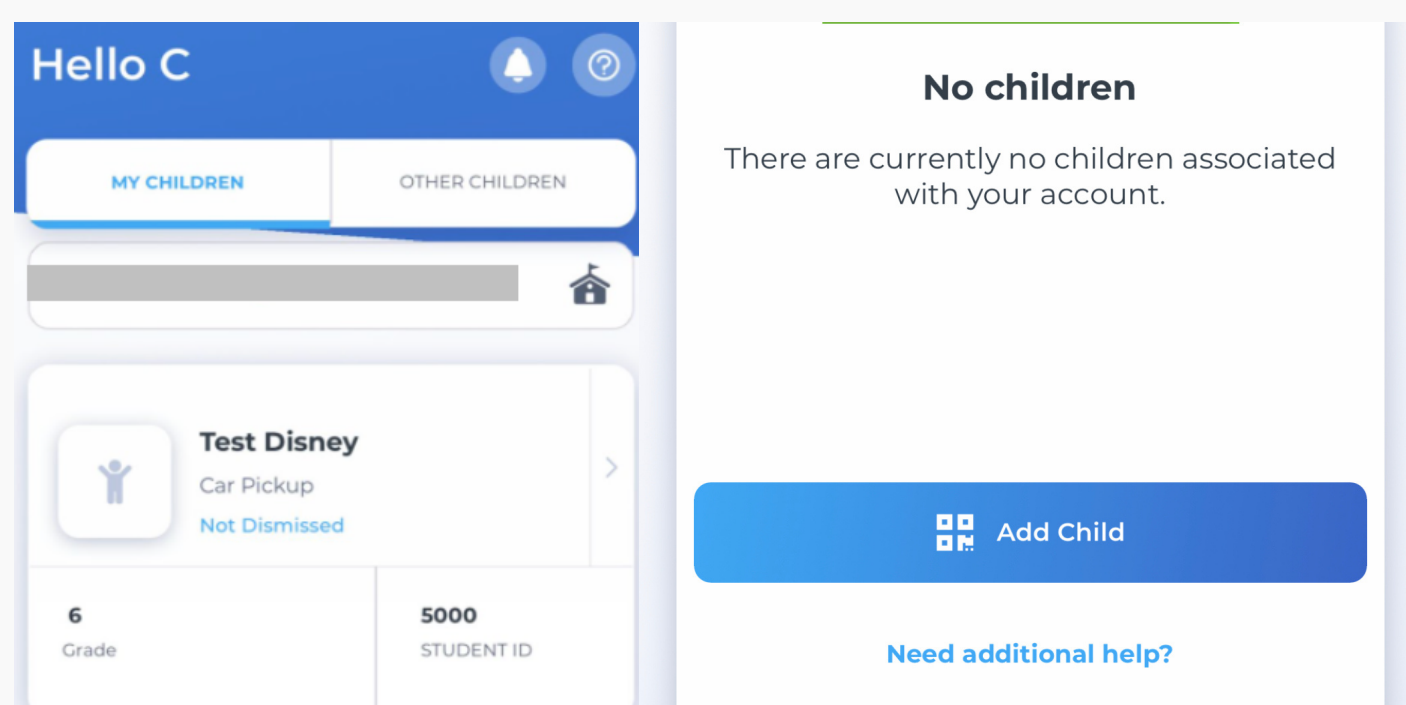 Hello C
MY CHILDREN
OTHER CHILDREN
Test Disney
Car Pickup
Not Dismissed
6
Grade
5000
STUDENT ID
No children
There are currently no children associated
with your account.
Add Child
Need additional help?